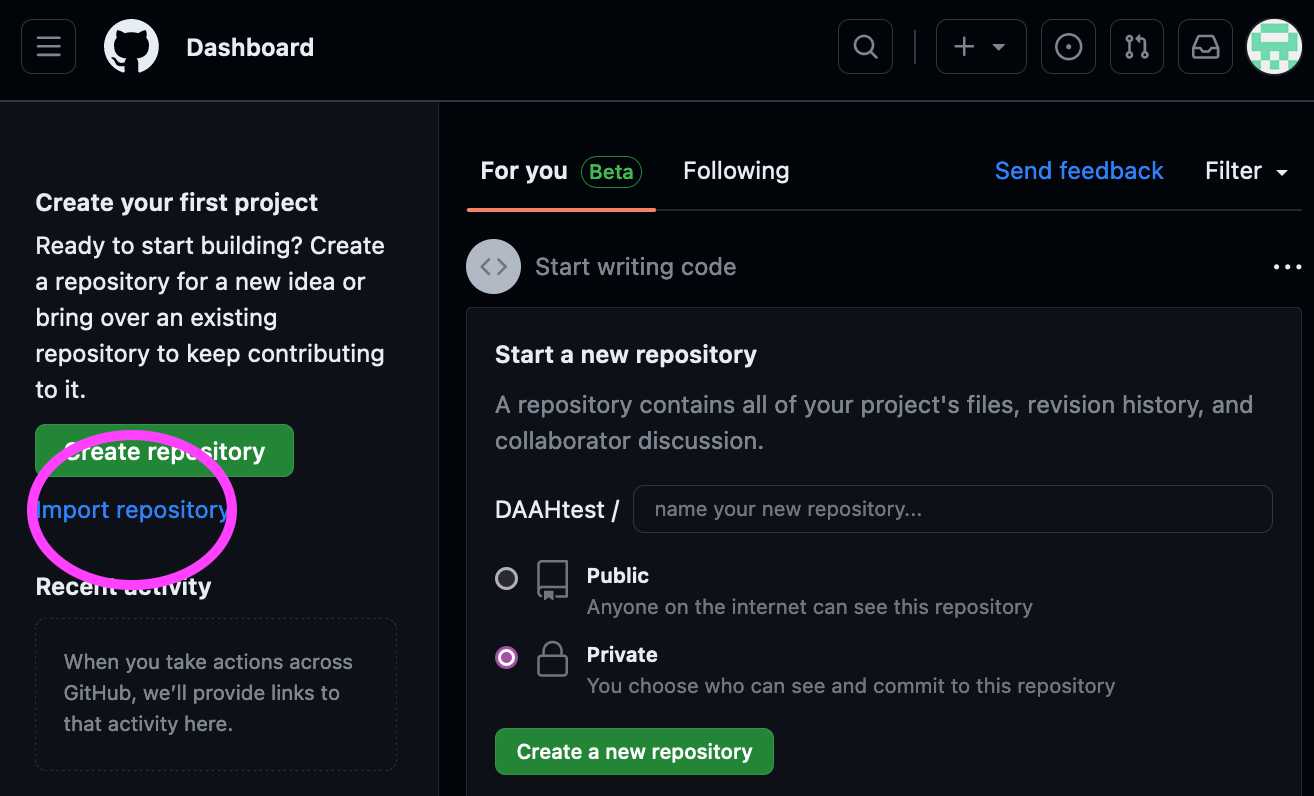 Dashboard
Create your first project
Ready to start building? Create
a repository for a new idea or
bring over an existing
repository to keep contributing
to it.
Create repository
Import repository
Recent activity
When you take actions across
GitHub, we’ll provide links to
that activity here.
For you Beta Following Send feedback Filter
Start writing code
Start a new repository
A repository contains all of your project's files, revision history, and
collaborator discussion.
DAAHtest / name your new repository...
Public
Anyone on the internet can see this repository
Private
You choose who can see and commit to this repository
Create a new repository